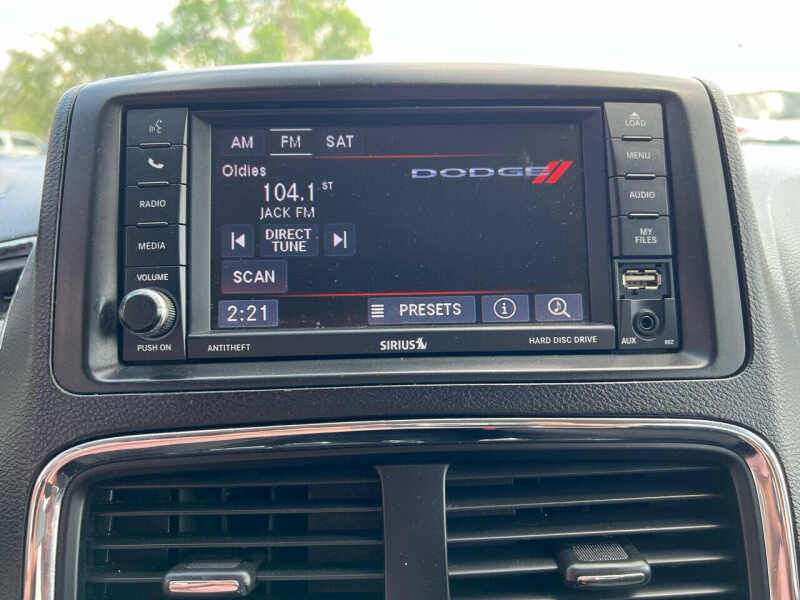 AM FM SAT
Oldies
104.1 ST
JACK FM
DIRECT
TUNE
SCAN
2:21 PRESETS
DODGE
RADIO
MEDIA
VOLUME
PUSH ON
LOAD
MENU
AUDIO
MY
FILES
AUX
ANTITHEFT SIRIUS HARD DISC DRIVE